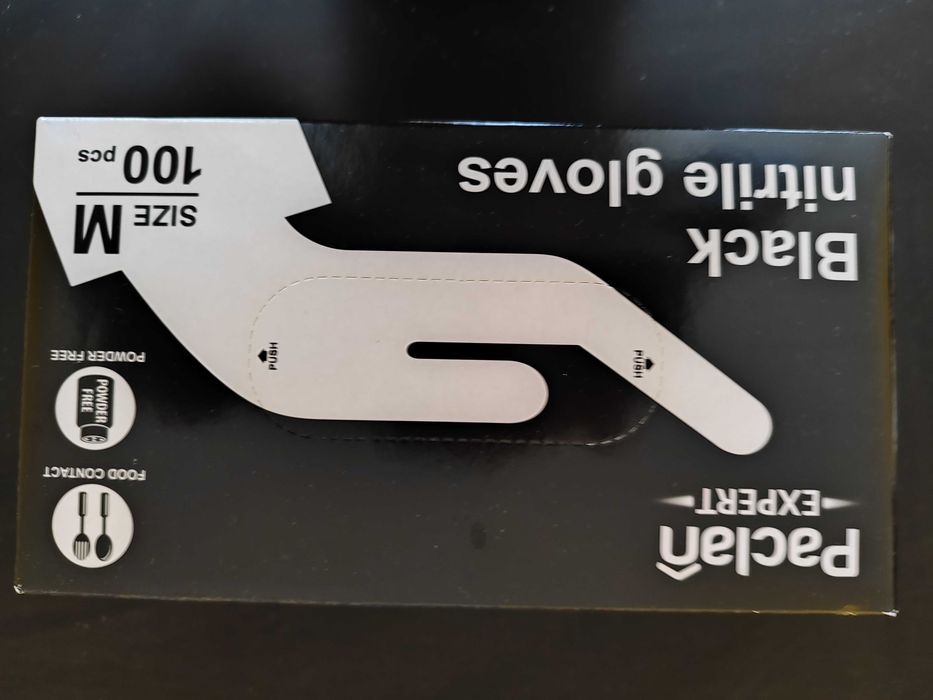 Paclan
EXPERT
Black
nitrile gloves
FOOD CONTACT
POWDER
FREE
POWDER FREE
PUSH
PUSH
SIZE M
100 pcs